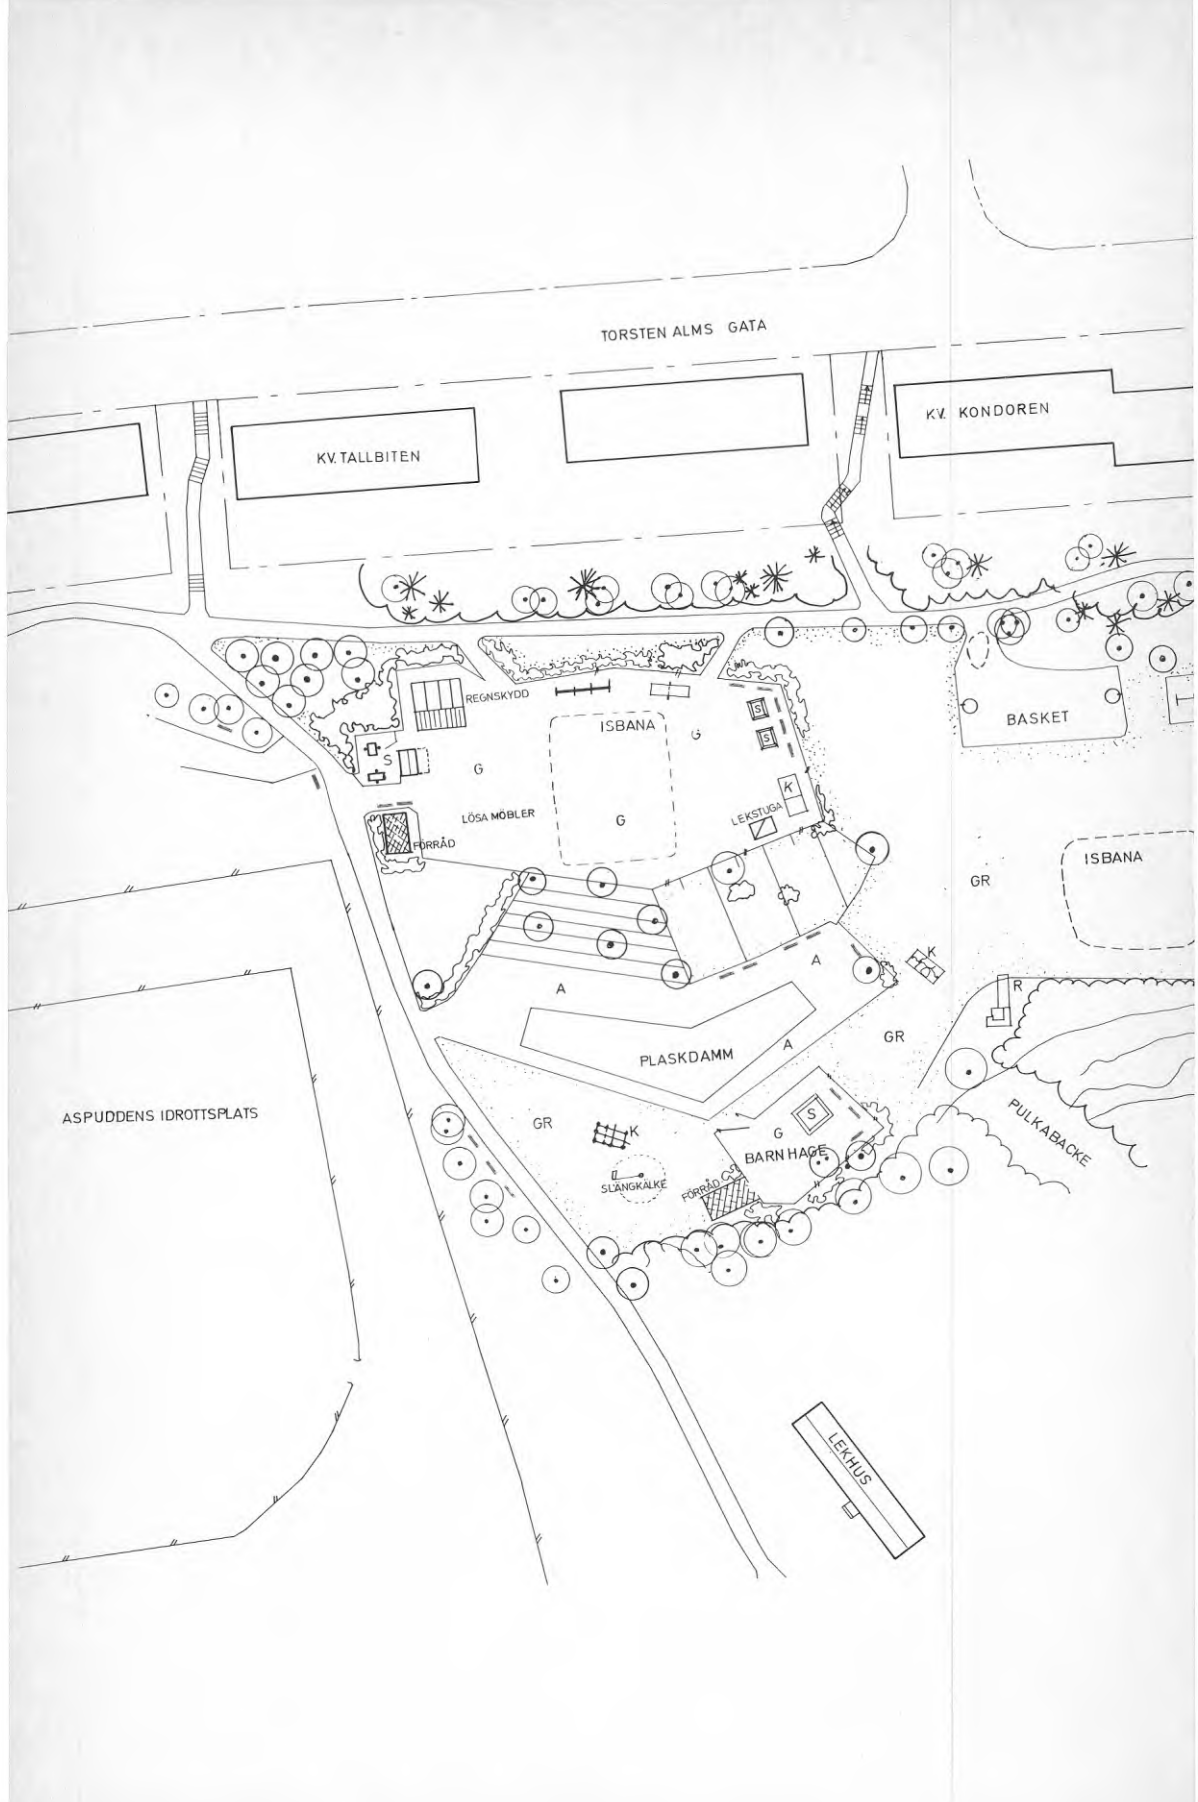 TORSTEN ALMS GATA
KV. KONDOREN
KV. TALLBITEN
REGNSKYDD
ISBANA
G
S
S
BASKET
S
G
K
LÖSA MÖBLER
G
LEKSTUGA
FÖRRÅD
ISBANA
GR
K
A
A
R
GR
A
PLASKDAMM
ASPUDDENS IDROTTSPLATS
S
GR
K
G
BARNHAGE
PULKABACKE
SLÄNGKÄLKE
FÖRRÅD
LEKHUS